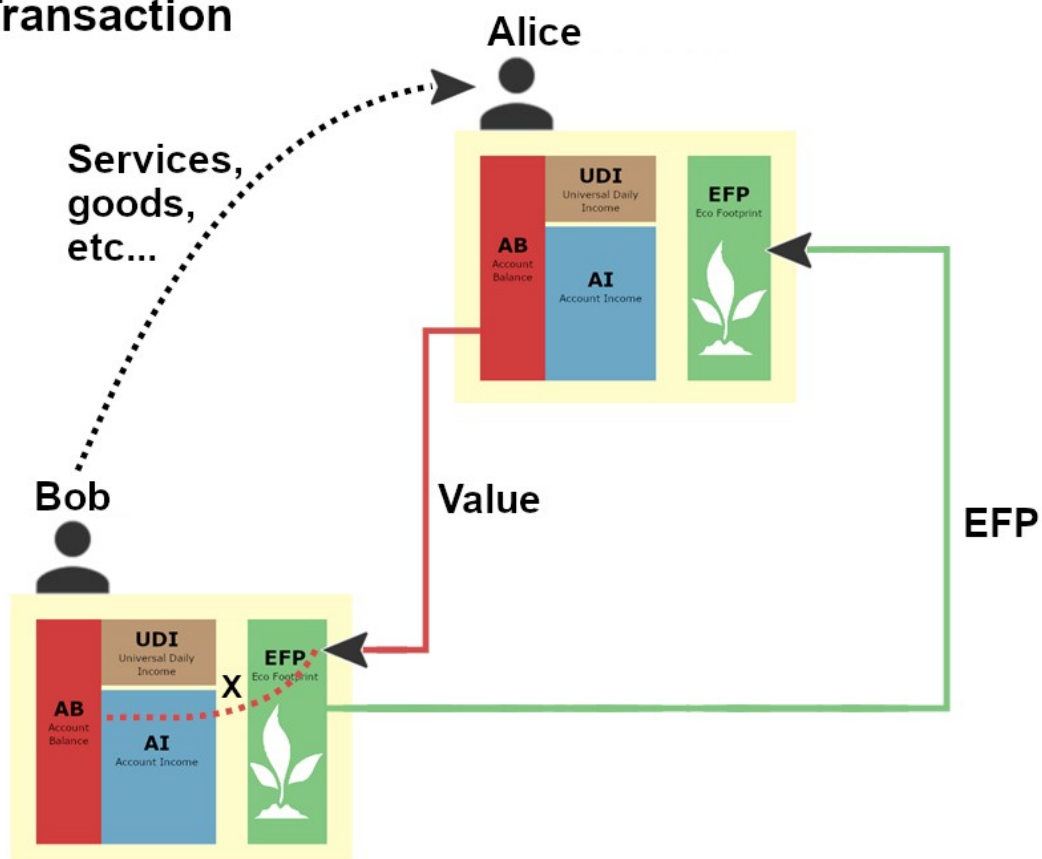 ransaction
Alice
Services,
goods,
etc...
UDI
Universal Daily
Income
EFP
Eco Footprint
AB
Account
Balance
AI
Account Income
Bob
Value
EFP
UDI
Universal Daily
Income
X
EFP
Eco Footprint
AB
Account
Balance
AI
Account Income